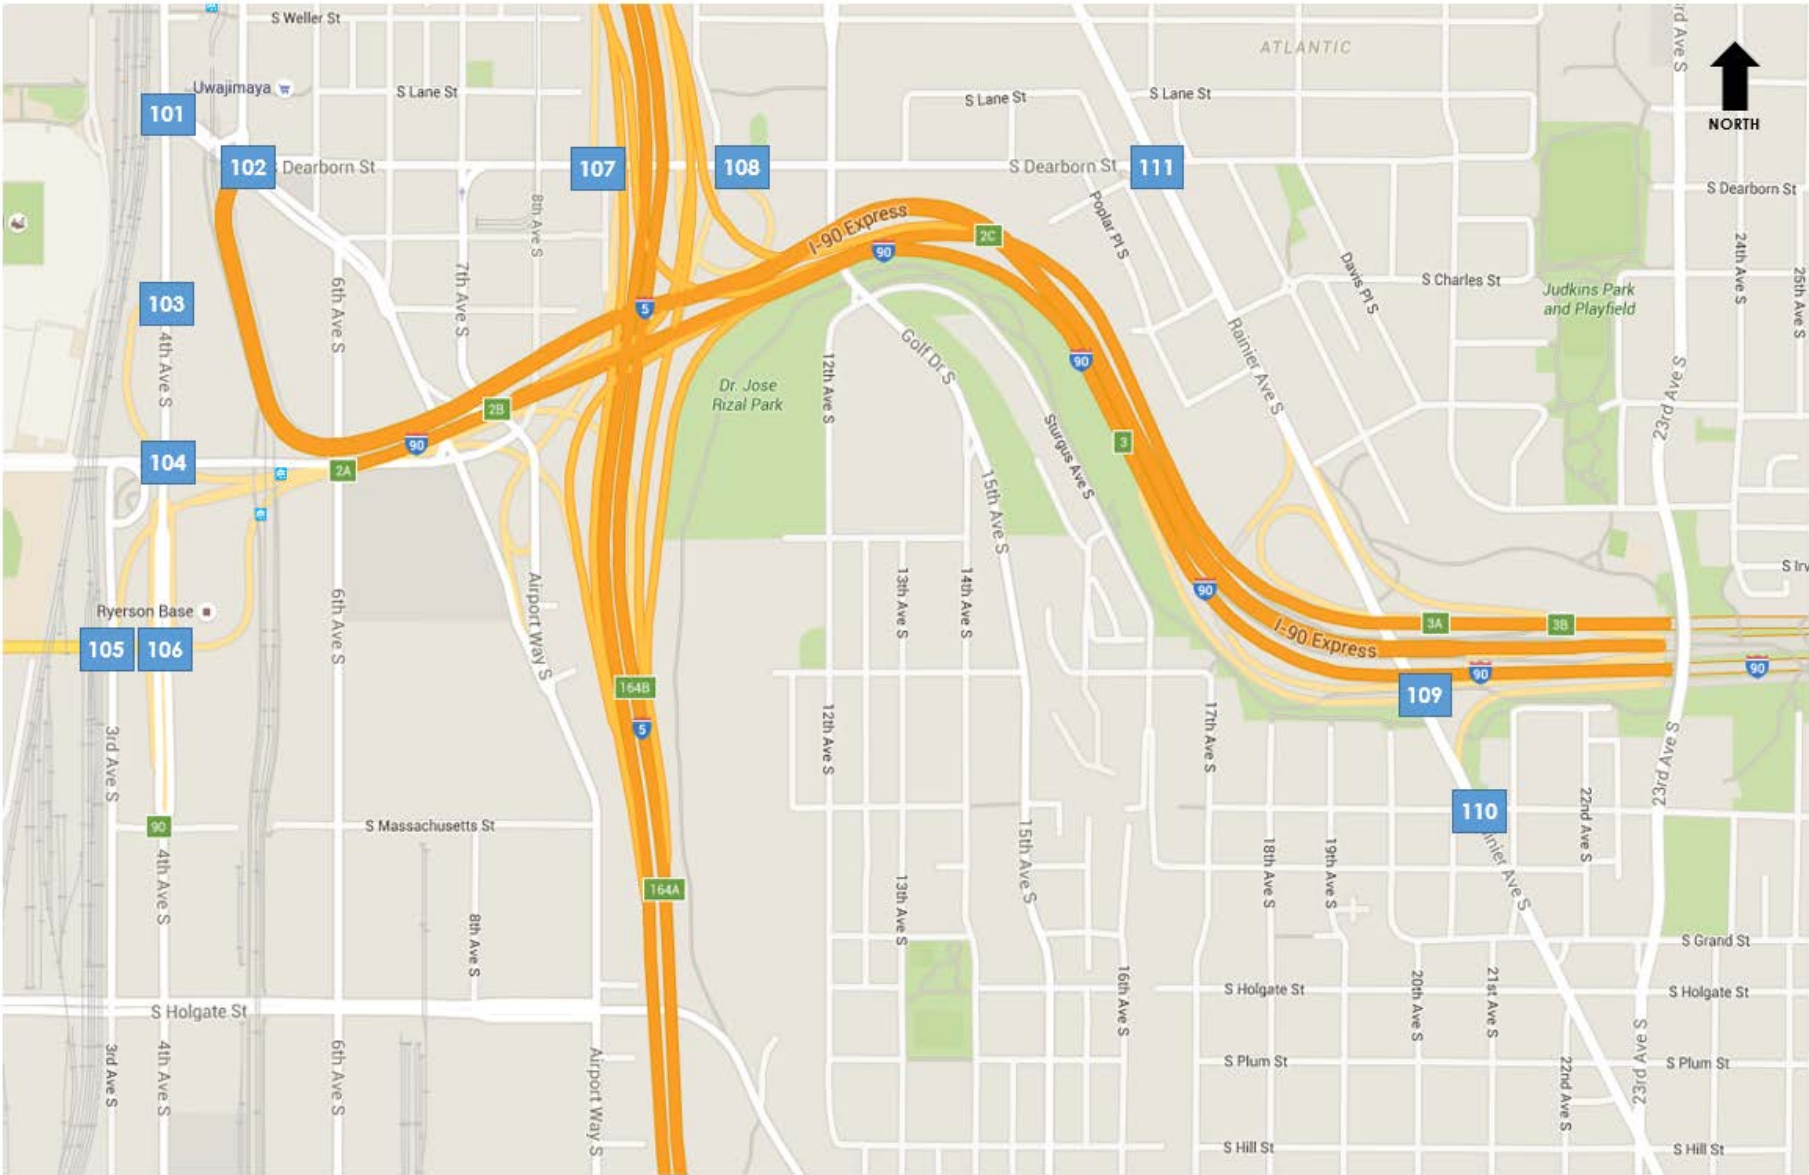 S Weller St
ATLANTIC
rd Ave S
Uwajimaya
S Lane St
S Lane St
S Lane St
101
NORTH
102
S Dearborn St
107
108
S Dearborn St
111
S Dearborn St
8th Ave S
Poplar Pl S
I-90 Express
2C
90
24th Ave S
25th Ave S
7th Ave S
6th Ave S
Davis Pl S
S Charles St
Judkins Park
and Playfield
103
5
4th Ave S
Rainier Ave S
Golf Dr S
90
12th Ave S
Dr. Jose
Rizal Park
23rd Ave S
2B
90
3
Sturgus Ave S
104
2A
15th Ave S
13th Ave S
14th Ave S
S Irv
Airport Way S
6th Ave S
90
Ryerson Base
105
106
I-90 Express
3A
3B
90
90
109
164B
5
3rd Ave S
12th Ave S
17th Ave S
23rd Ave S
110
22nd Ave S
90
S Massachusetts St
4th Ave S
15th Ave S
18th Ave S
19th Ave S
inier Ave S
164A
13th Ave S
8th Ave S
S Grand St
16th Ave S
20th Ave S
21st Ave S
S Holgate St
S Holgate St
S Holgate St
3rd Ave S
4th Ave S
6th Ave S
Airport Way S
23rd Ave S
22nd Ave S
S Plum St
S Plum St
S Hill St
S Hill St